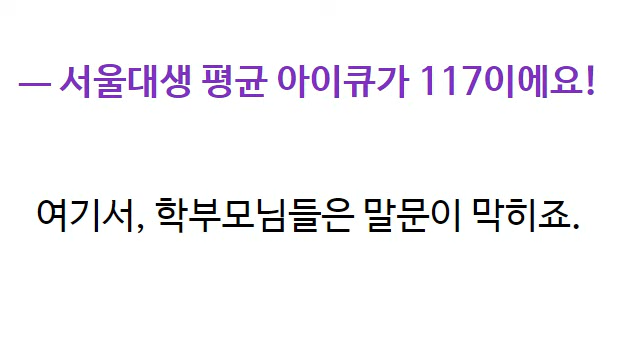 — 서울대생 평균 아이큐가 117이에요!
여기서, 학부모님들은 말문이 막히죠.